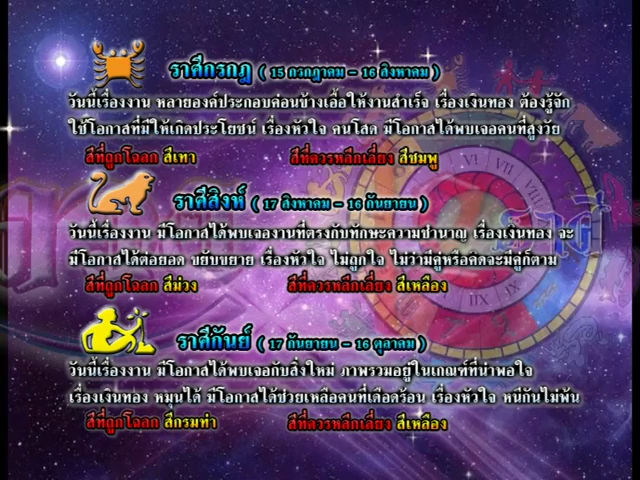 ราศีกรกฎ ( 15 กรกฎาคม - 16 สิงหาคม )
วันนี้เรื่องงาน หลายองค์ประกอบค่อนข้างเอื้อให้งานสำเร็จ เรื่องเงินทอง ต้องรู้จัก
ใช้โอกาสที่มีให้เกิดประโยชน์ เรื่องหัวใจ คนโสด มีโอกาสได้พบเจอคนที่สูงวัย
สีที่ถูกโฉลก สีเทา สีที่ควรหลีกเลี่ยง สีชมพู
ราศีสิงห์ ( 17 สิงหาคม - 16 กันยายน )
วันนี้เรื่องงาน มีโอกาสได้พบเจองานที่ตรงกับทักษะความชำนาญ เรื่องเงินทอง จะ
มีโอกาสได้ต่อยอด ขยับขยาย เรื่องหัวใจ ไม่ถูกใจ ไม่ว่ามีคู่หรือคิดจะมีคู่ก็ตาม
สีที่ถูกโฉลก สีม่วง สีที่ควรหลีกเลี่ยง สีเหลือง
ราศีกันย์ ( 17 กันยายน - 16 ตุลาคม )
วันนี้เรื่องงาน มีโอกาสได้พบเจอกับสิ่งใหม่ ภาพรวมอยู่ในเกณฑ์ที่น่าพอใจ
เรื่องเงินทอง หมุนได้ มีโอกาสได้ช่วยเหลือคนที่เดือดร้อน เรื่องหัวใจ หนีกันไม่พ้น
สีที่ถูกโฉลก สีกรมท่า สีที่ควรหลีกเลี่ยง สีเหลือง